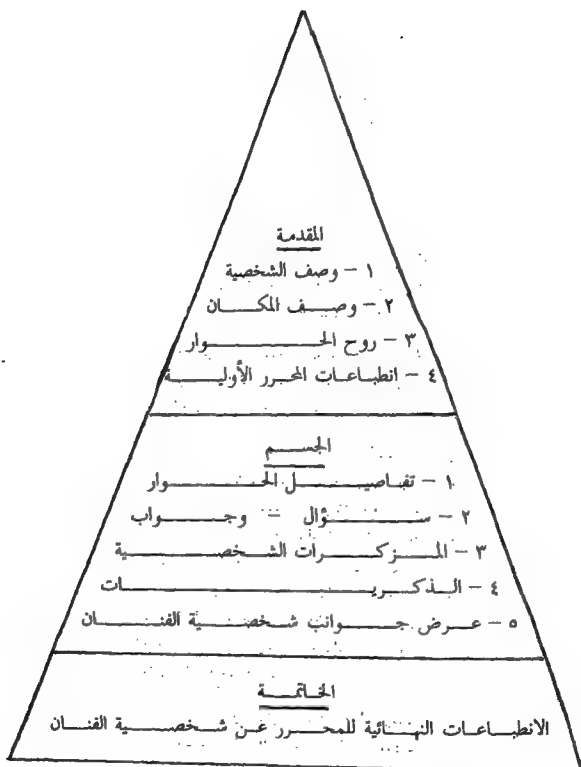 المقدمة
١ - وصف الشخصية
٢ - وصف المكان
٣ - روح الحوار
٤ - انطباعات المحرر الأولية
الجسم
١ - تفاصيل الحوار
٢ - سؤال - وجواب
٣ - المزكرات الشخصية
٤ - الذكريات
٥ - عرض جوانب شخصية الفنان
الخاتمة
الانطباعات النهائية للمحرر عن شخصية الفنان